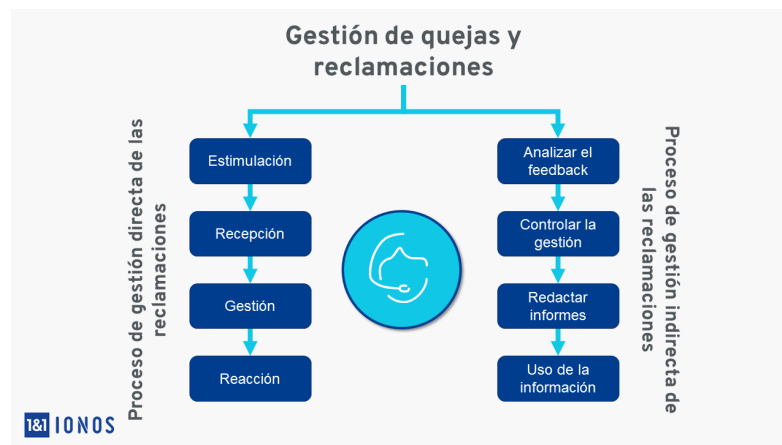 Gestión de quejas y
reclamaciones
Proceso de gestión directa de las
reclamaciones
Estimulación
Recepción
Gestión
Reacción
Analizar el
feedback
Controlar la
gestión
Redactar
informes
Uso de la
información
Proceso de gestión indirecta de
las reclamaciones
1&1 IONOS